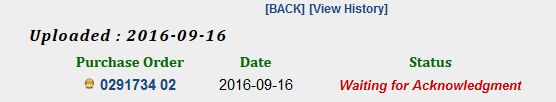 [BACK] [View History]
Uploaded : 2016-09-16
Purchase Order Date Status
0291734 02 2016-09-16 Waiting for Acknowledgment